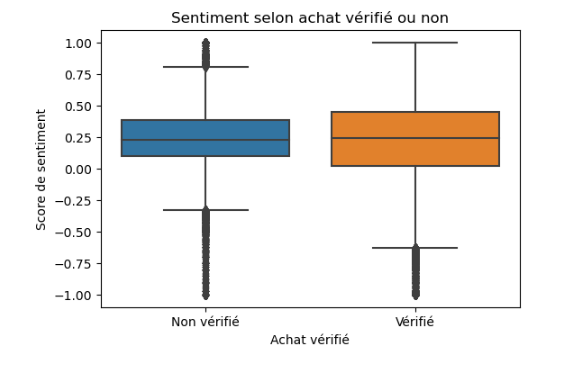 Sentiment selon achat vérifié ou non
1.00
0.75
0.50
0.25
0.00
−0.25
−0.50
−0.75
−1.00
Score de sentiment
Non vérifié
Vérifié
Achat vérifié